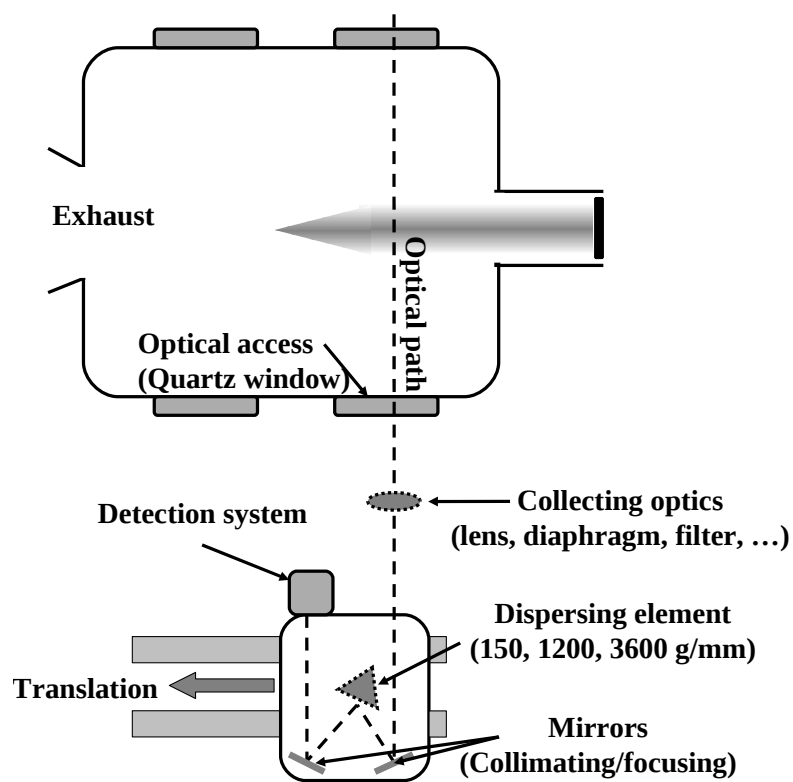 Exhaust
Optical path
Optical access
(Quartz window)
Collecting optics
(lens, diaphragm, filter, …)
Detection system
Dispersing element
(150, 1200, 3600 g/mm)
Translation
Mirrors
(Collimating/focusing)